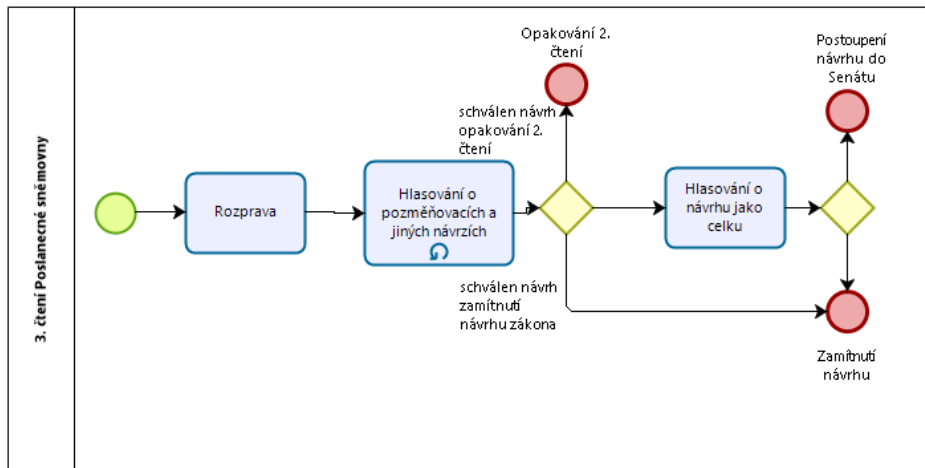 3. čtení Poslanecné sněmovny
Rozprava
Hlasování o
pozměňovacích a
jiných návrzích
schválen návrh
opakování 2.
čtení
Opakování 2.
čtení
schválen návrh
zamítnutí
návrhu zákona
Hlasování o
návrhu jako
celku
Postoupení
návrhu do
Senátu
Zamítnutí
návrhu